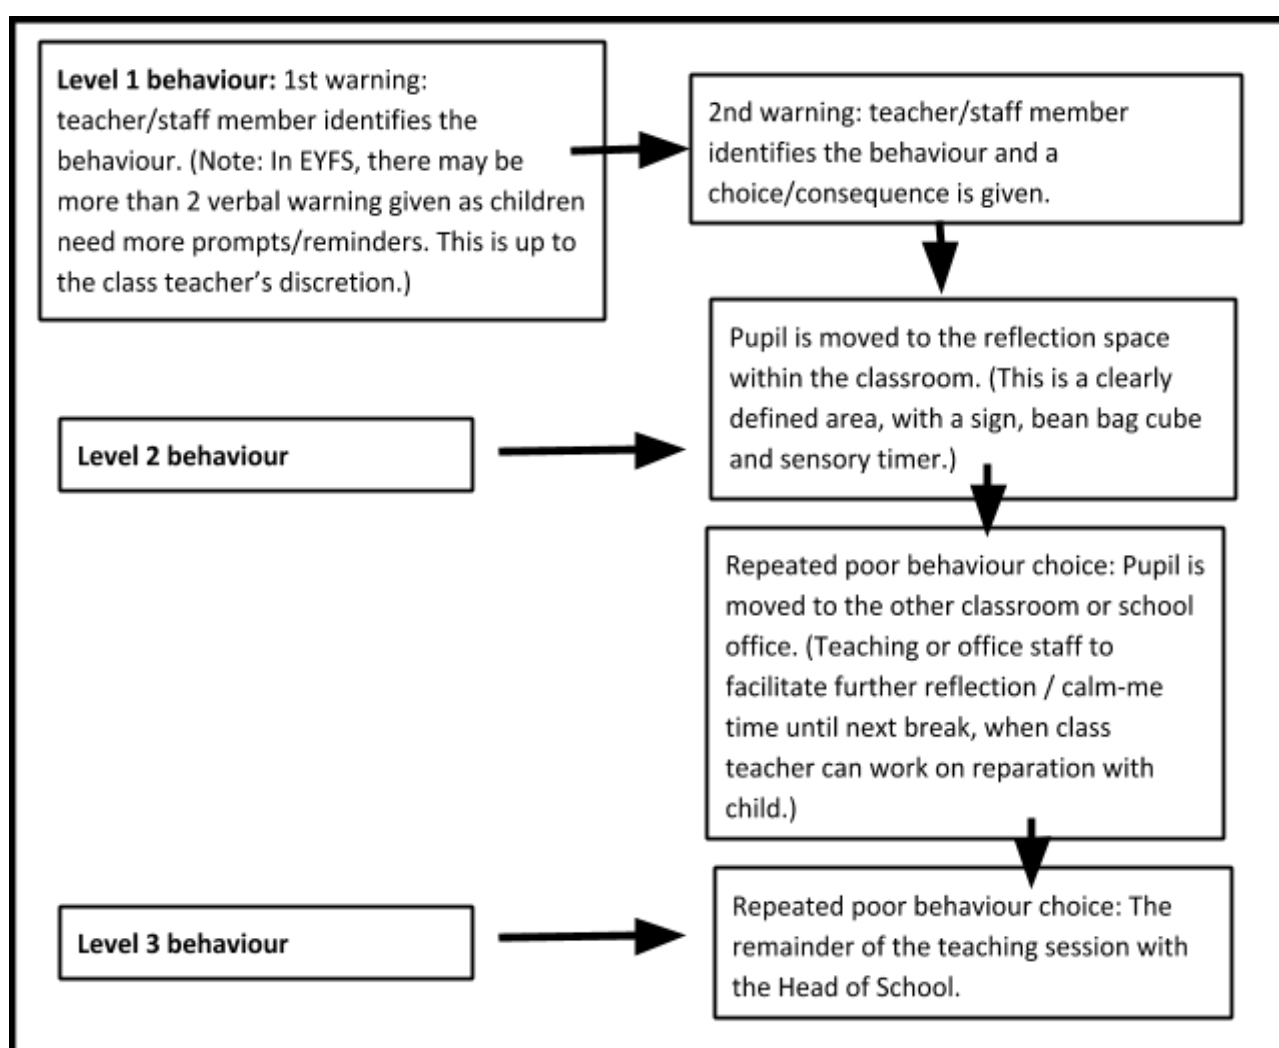 Level 1 behaviour: 1st warning:
teacher/staff member identifies the
behaviour. (Note: In EYFS, there may be
more than 2 verbal warning given as children
need more prompts/reminders. This is up to
the class teacher’s discretion.)
2nd warning: teacher/staff member
identifies the behaviour and a
choice/consequence is given.
Pupil is moved to the reflection space
within the classroom. (This is a clearly
defined area, with a sign, bean bag cube
and sensory timer.)
Level 2 behaviour
Repeated poor behaviour choice: Pupil is
moved to the other classroom or school
office. (Teaching or office staff to
facilitate further reflection / calm-me
time until next break, when class
teacher can work on reparation with
child.)
Level 3 behaviour
Repeated poor behaviour choice: The
remainder of the teaching session with
the Head of School.